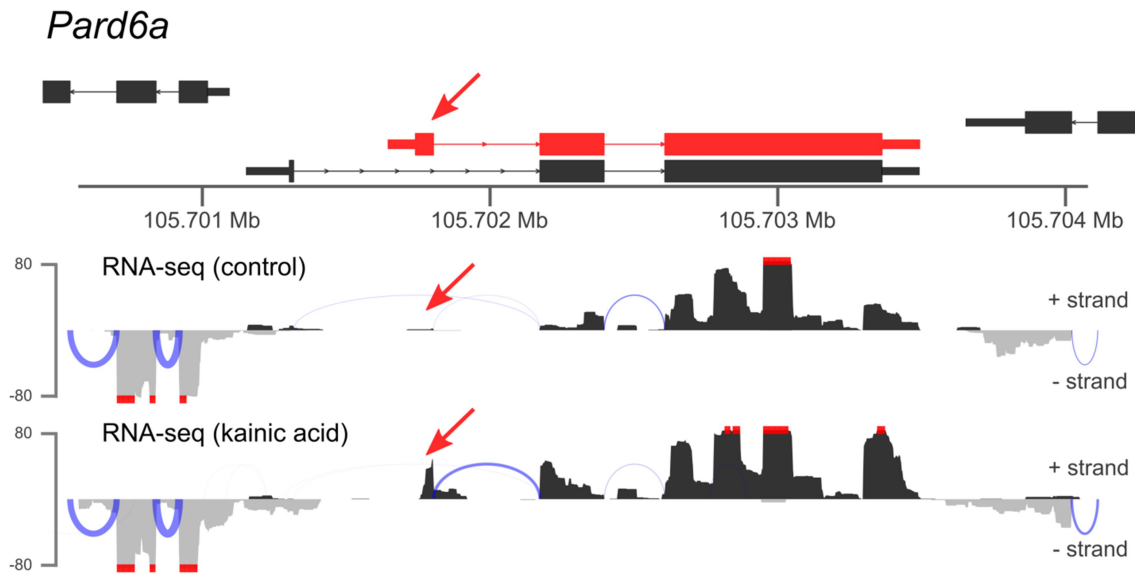 Pard6a
105.701 Mb 105.702 Mb 105.703 Mb 105.704 Mb
80
RNA-seq (control)
+ strand
- strand
-80
80
RNA-seq (kainic acid)
+ strand
- strand
-80